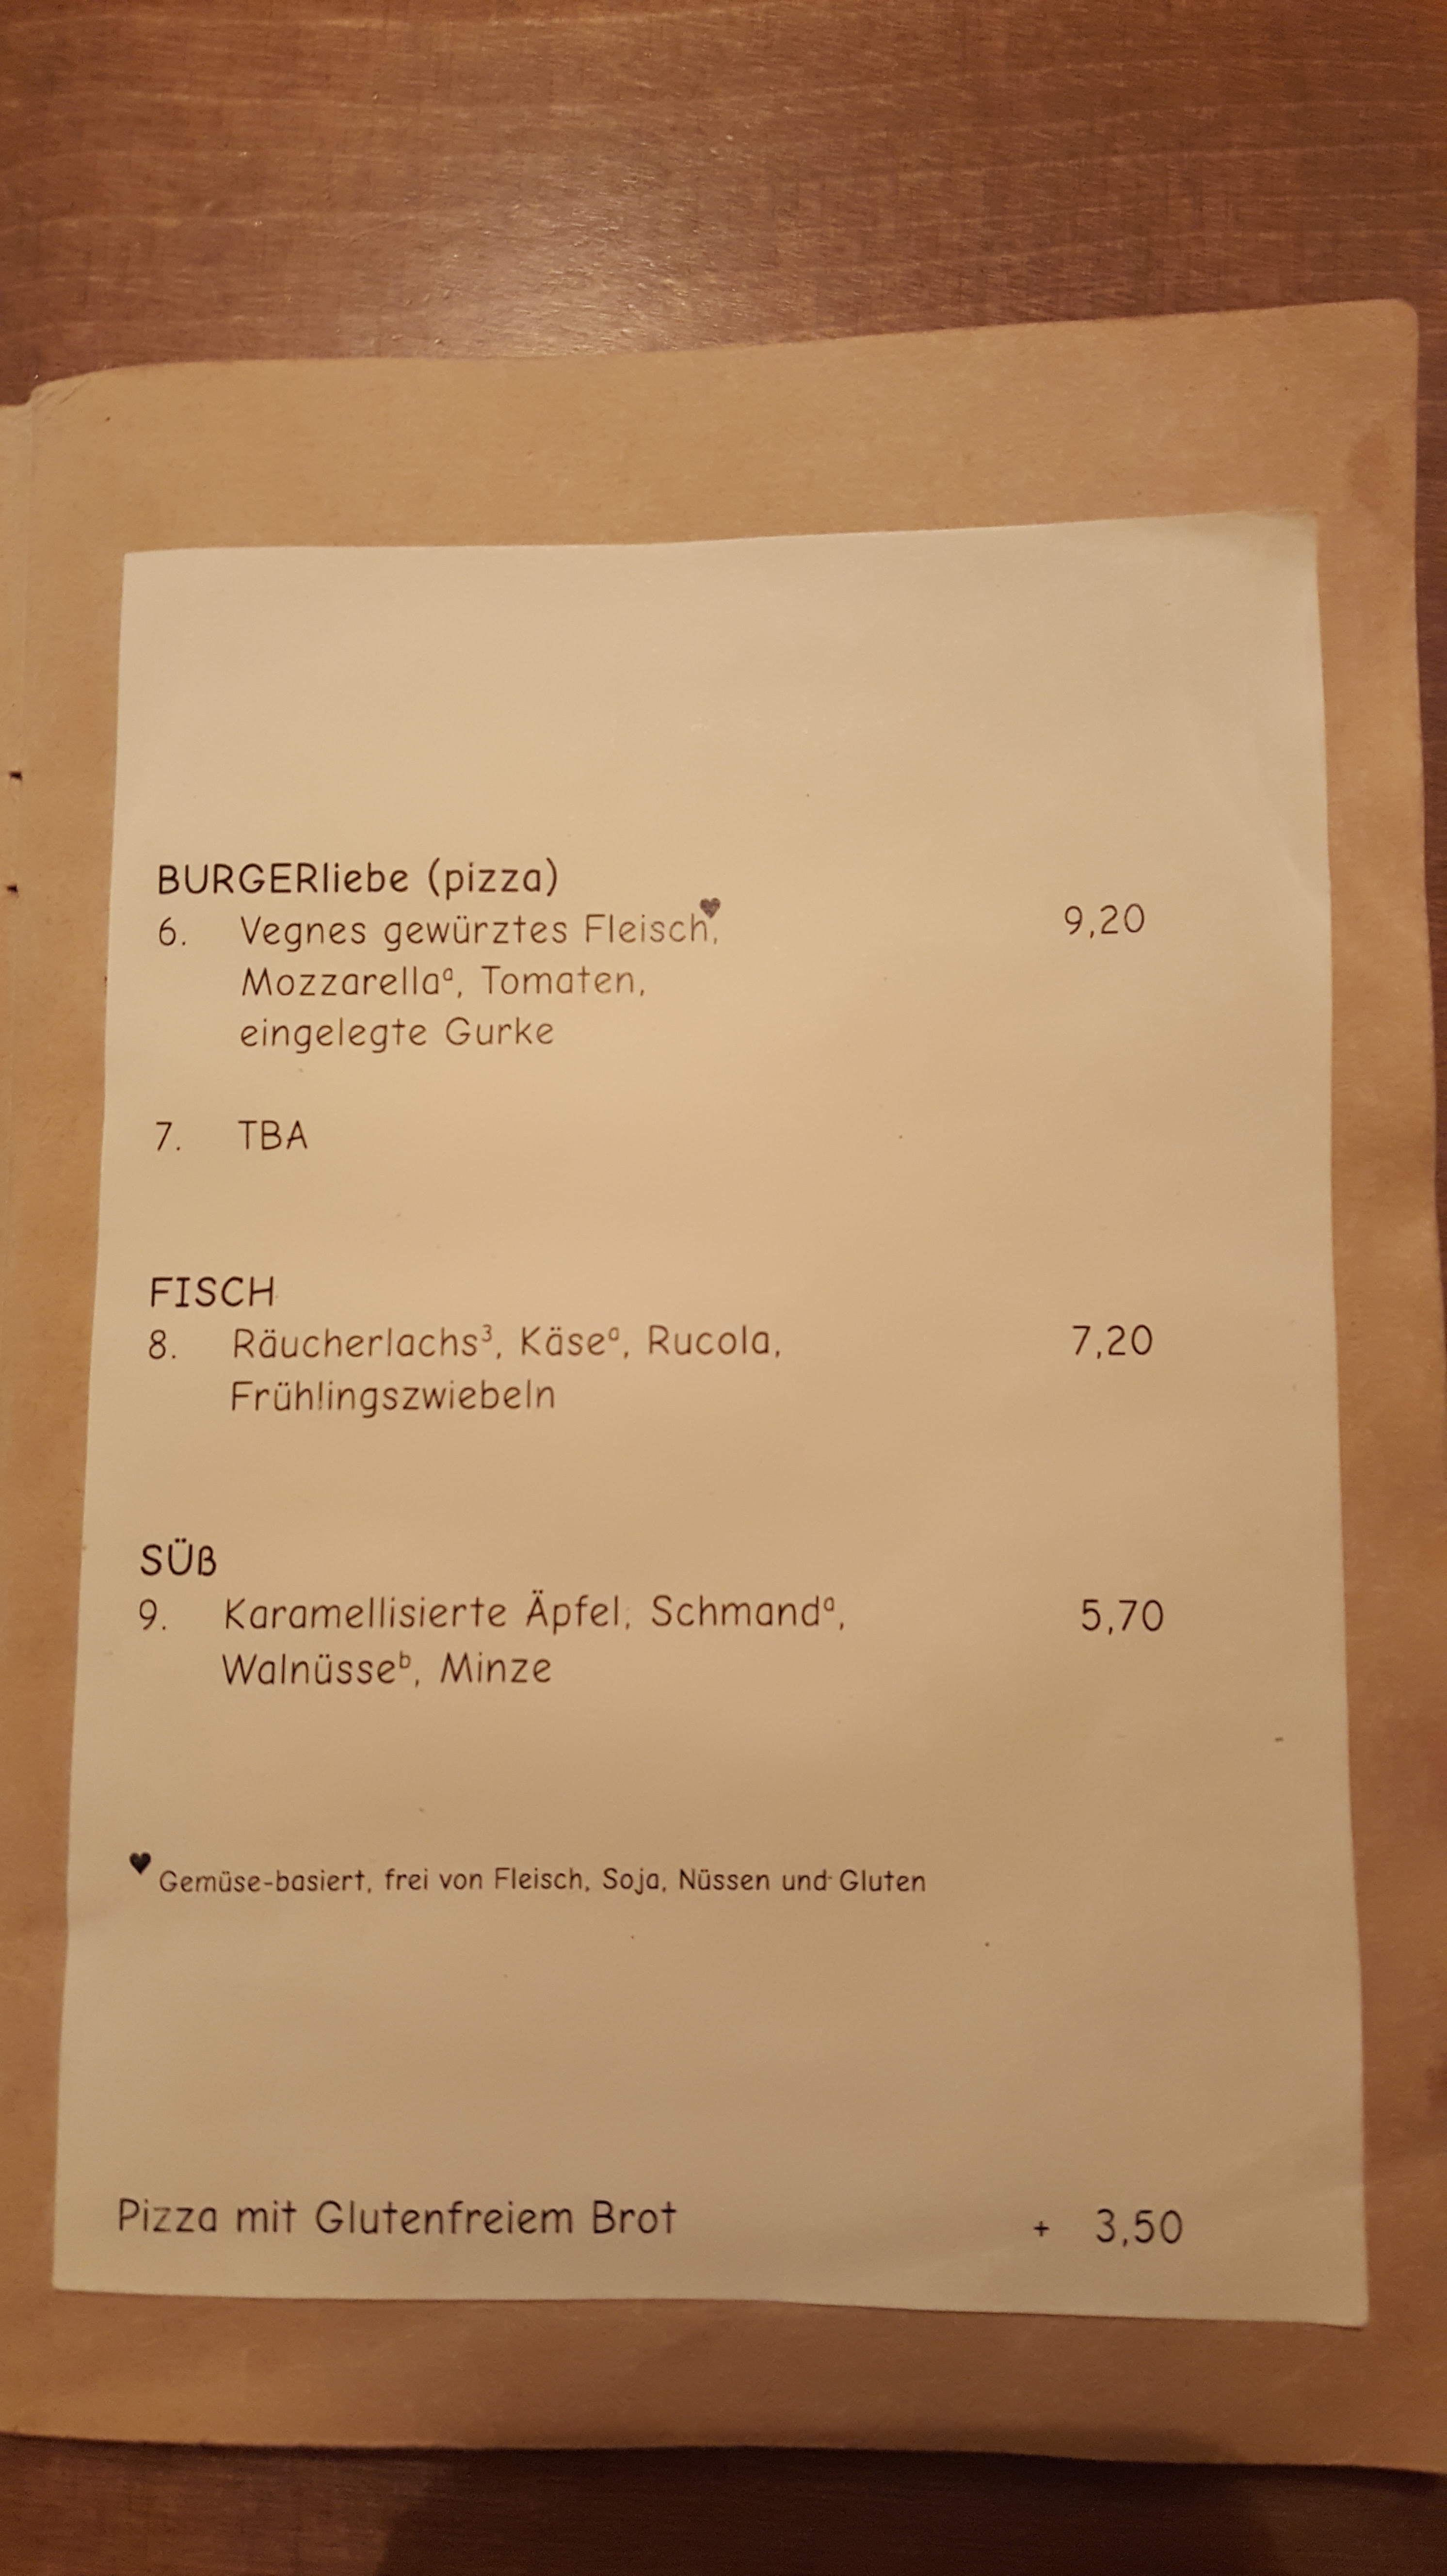 BURGERliebe (pizza)
6. Vegnes gewürztes Fleisch♥, 9,20
Mozzarellaᵃ, Tomaten,
eingelegte Gurke
7. TBA
FISCH
8. Räucherlachs³, Käseᵃ, Rucola, 7,20
Frühlingszwiebeln
SÜß
9. Karamellisierte Äpfel, Schmandᵃ, 5,70
Walnüsseᵇ, Minze
♥ Gemüse-basiert, frei von Fleisch, Soja, Nüssen und Gluten
Pizza mit Glutenfreiem Brot + 3,50